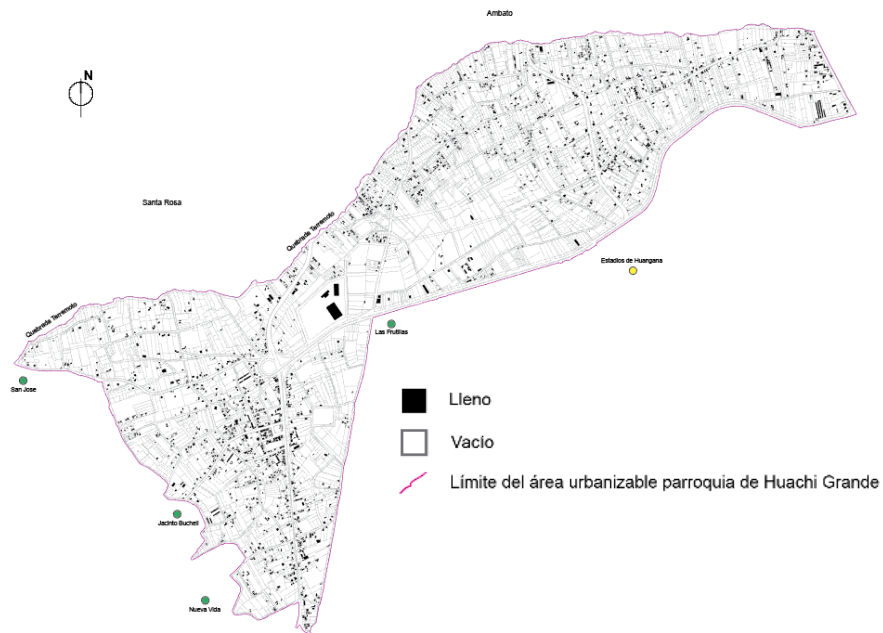 Ambato
N
Santa Rosa
Quebrada Terremoto
Estadios de Huangana
Quebrada Terremoto
Las Frutillas
San Jose
Lleno
Vacío
Límite del área urbanizable parroquia de Huachi Grande
Jacinto Bucheli
Nueva Vida